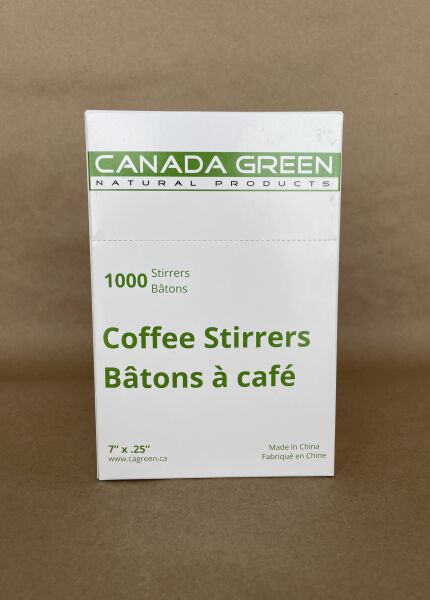 CANADA GREEN
NATURAL PRODUCTS
1000 Stirrers
Bâtons
Coffee Stirrers
Bâtons à café
7” x .25”
www.cagreen.ca
Made in China
Fabriqué en Chine